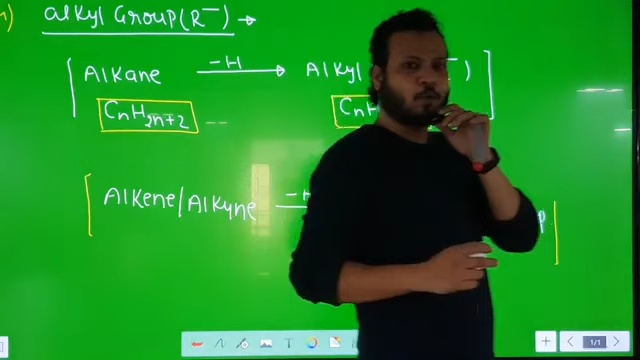 Alkyl Group (R–) →
Alkane –H → Alkyl –)
CnH2n+2 -- CnH
Alkene/Alkyne –H
P
1/1